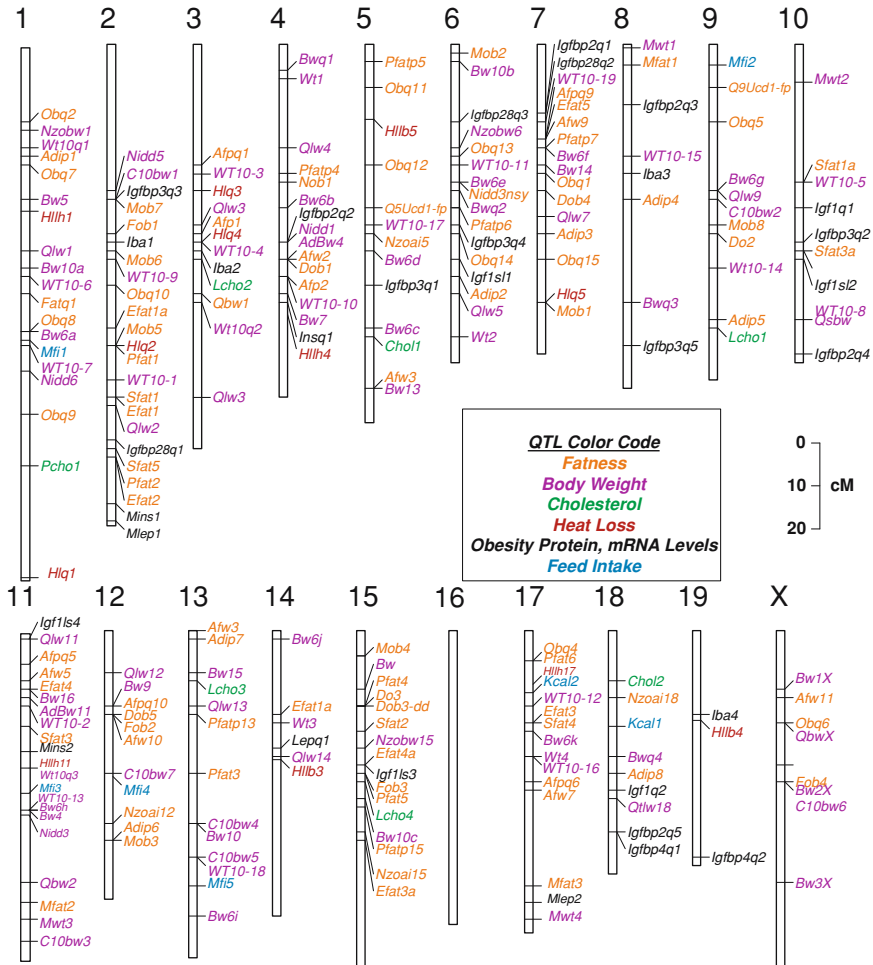 1 2 3 4 5 6 7 8 9 10
Obq2
Nzobw1
Wt10q1
Adip1
Obq7
Bw5
Hllh1
Qlw1
Bw10a
WT10-6
Fatq1
Obq8
Bw6a
Mfi1
WT10-7
Nidd6
Obq9
Pcho1
Hlq1
Nidd5
C10bw1
Igfbp3q3
Mob7
Fob1
Iba1
Mob6
WT10-9
Obq10
Efat1a
Mob5
Hlq2
Pfat1
WT10-1
Sfat1
Efat1
Qlw2
Igfbp28q1
Sfat5
Pfat2
Efat2
Mins1
Mlep1
Afpq1
WT10-3
Hlq3
Qlw3
Afp1
Hlq4
WT10-4
Iba2
Lcho2
Qbw1
Wt10q2
Qlw3
Bwq1
Wt1
Qlw4
Pfatp4
Nob1
Bw6b
Igfbp2q2
Nidd1
AdBw4
Afw2
Dob1
Afp2
WT10-10
Bw7
Insq1
Hllh4
Pfatp5
Obq11
Hllb5
Obq12
Q5Ucd1-fp
WT10-17
Nzoai5
Bw6d
Igfbp3q1
Bw6c
Chol1
Afw3
Bw13
Mob2
Bw10b
Igfbp28q3
Nzobw6
Obq13
WT10-11
Bw6e
Nidd3nsy
Bwq2
Pfatp6
Igfbp3q4
Obq14
Igf1sl1
Adip2
Qlw5
Wt2
Igfbp2q1
Igfbp28q2
WT10-19
Afpq9
Efat5
Afw9
Pfatp7
Bw6f
Bw14
Obq1
Dob4
Qlw7
Adip3
Obq15
Hlq5
Mob1
Mwt1
Mfat1
Igfbp2q3
WT10-15
Iba3
Adip4
Bwq3
Igfbp3q5
Mfi2
Q9Ucd1-fp
Obq5
Bw6g
Qlw9
C10bw2
Mob8
Do2
Wt10-14
Adip5
Lcho1
Mwt2
Sfat1a
WT10-5
Igf1q1
Igfbp3q2
Sfat3a
Igf1sl2
WT10-8
Qsbw
Igfbp2q4
QTL Color Code
Fatness
Body Weight
Cholesterol
Heat Loss
Obesity Protein, mRNA Levels
Feed Intake
0
10 cM
20
11 12 13 14 15 16 17 18 19 X
Igf1ls4
Qlw11
Afpq5
Afw5
Efat4
Bw16
AdBw11
WT10-2
Sfat3
Mins2
Hllh11
Wt10q3
Mfi3
WT10-13
Bw6h
Bw4
Nidd3
Qbw2
Mfat2
Mwt3
C10bw3
Qlw12
Bw9
Afpq10
Dob5
Fob2
Afw10
C10bw7
Mfi4
Nzoai12
Adip6
Mob3
Afw3
Adip7
Bw15
Lcho3
Qlw13
Pfatp13
Pfat3
C10bw4
Bw10
C10bw5
WT10-18
Mfi5
Bw6i
Bw6j
Efat1a
Wt3
Lepq1
Qlw14
Hllb3
Mob4
Bw
Pfat4
Do3
Dob3-dd
Sfat2
Nzobw15
Efat4a
Igf1ls3
Fob3
Pfat5
Lcho4
Bw10c
Pfatp15
Nzoai15
Efat3a
Obq4
Pfat6
Hllh17
Kcal2
WT10-12
Efat3
Sfat4
Bw6k
Wt4
WT10-16
Afpq6
Afw7
Mfat3
Mlep2
Mwt4
Chol2
Nzoai18
Kcal1
Bwq4
Adip8
Igf1q2
Qtlw18
Igfbp2q5
Igfbp4q1
Iba4
Hllb4
Igfbp4q2
Bw1X
Afw11
Obq6
QbwX
Eob4
Bw2X
C10bw6
Bw3X